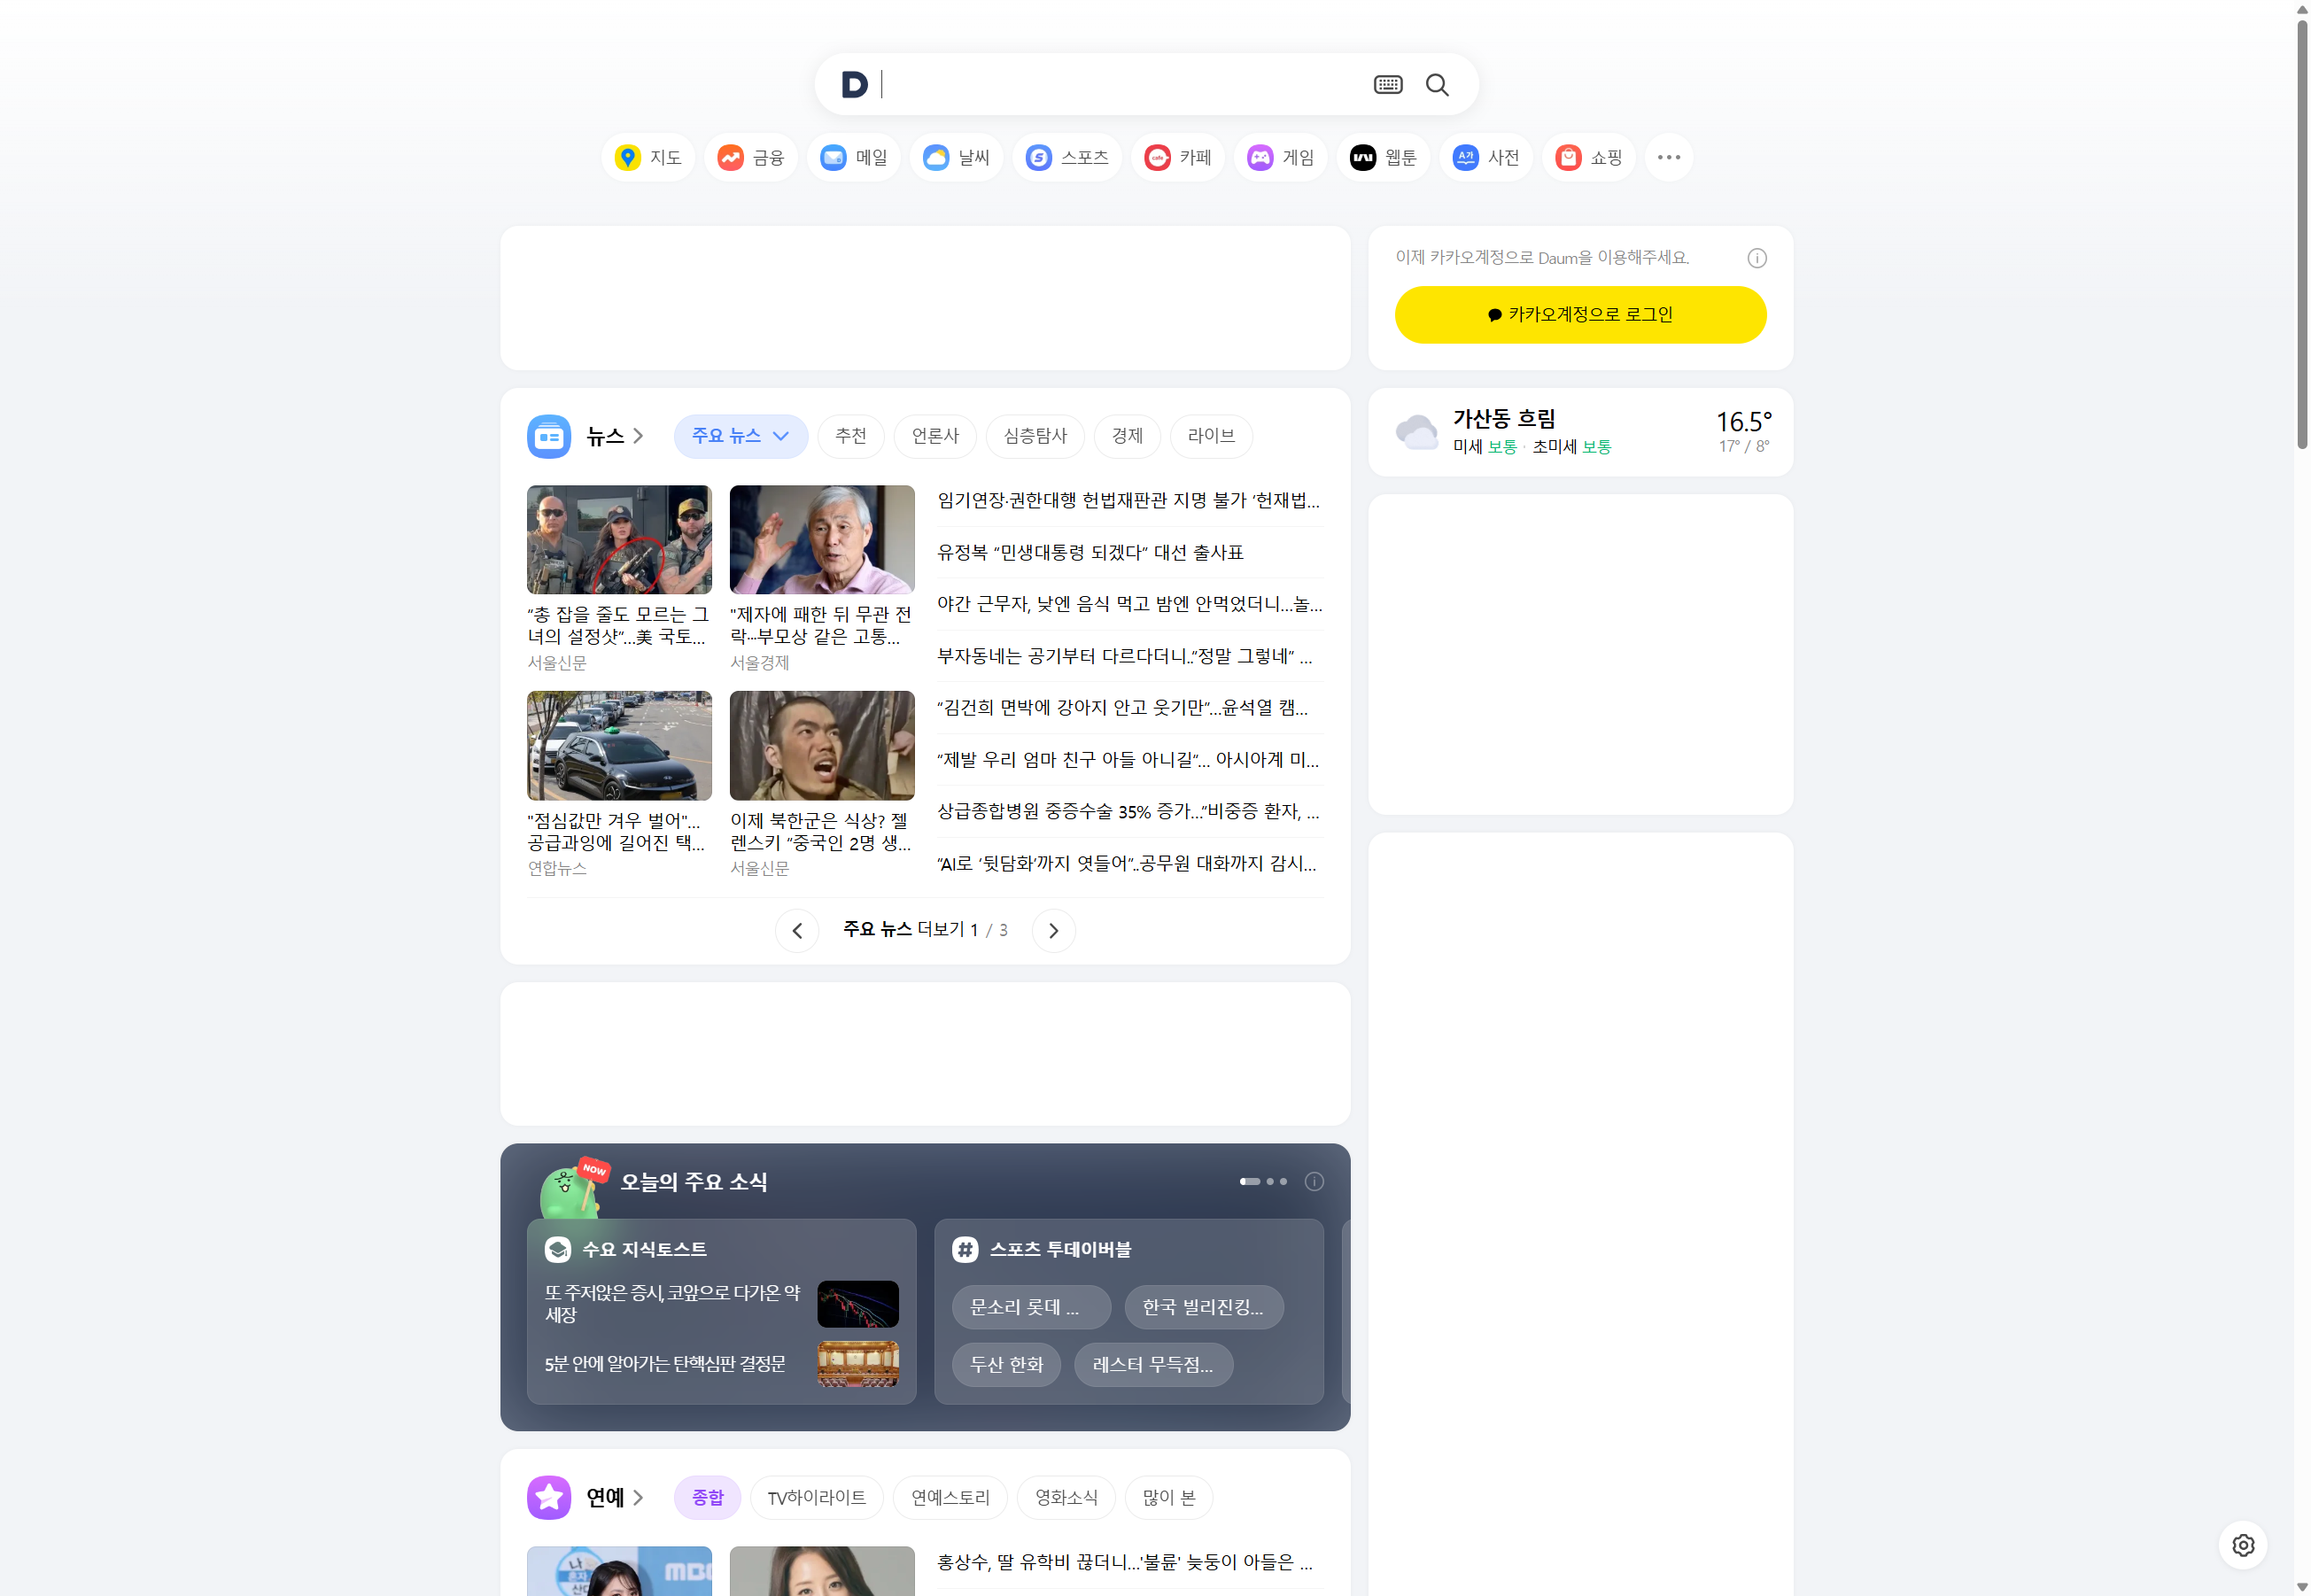 D
지도
금융
메일
날씨
스포츠
카페
게임
웹툰
사전
쇼핑
이제 카카오계정으로 Daum을 이용해주세요.
카카오계정으로 로그인
뉴스
주요 뉴스
추천
언론사
심층탐사
경제
라이브
가산동 흐림
16.5°
미세 보통 · 초미세 보통
17° / 8°
“총 잡을 줄도 모르는 그
녀의 설정샷”…美 국토...
서울신문
"제자에 패한 뒤 무관 전
락···부모상 같은 고통...
서울경제
"점심값만 겨우 벌어"…
공급과잉에 길어진 택...
연합뉴스
이제 북한군은 식상? 젤
렌스키 “중국인 2명 생...
서울신문
임기연장·권한대행 헌법재판관 지명 불가 ‘헌재법...
유정복 “민생대통령 되겠다” 대선 출사표
야간 근무자, 낮엔 음식 먹고 밤엔 안먹었더니…놀...
부자동네는 공기부터 다르다더니..”정말 그렇네” ...
“김건희 면박에 강아지 안고 웃기만”…윤석열 캠...
“제발 우리 엄마 친구 아들 아니길”... 아시아계 미...
상급종합병원 중증수술 35% 증가…”비중증 환자, ...
“AI로 ‘뒷담화’까지 엿들어”..공무원 대화까지 감시...
주요 뉴스 더보기 1 / 3
NOW
오늘의 주요 소식
수요 지식토스트
또 주저앉은 증시, 코앞으로 다가온 약
세장
5분 안에 알아가는 탄핵심판 결정문
스포츠 투데이버블
문소리 롯데 ...
한국 빌리진킹...
두산 한화
레스터 무득점...
연예
종합
TV하이라이트
연예스토리
영화소식
많이 본
홍상수, 딸 유학비 끊더니…'불륜' 늦둥이 아들은 ...